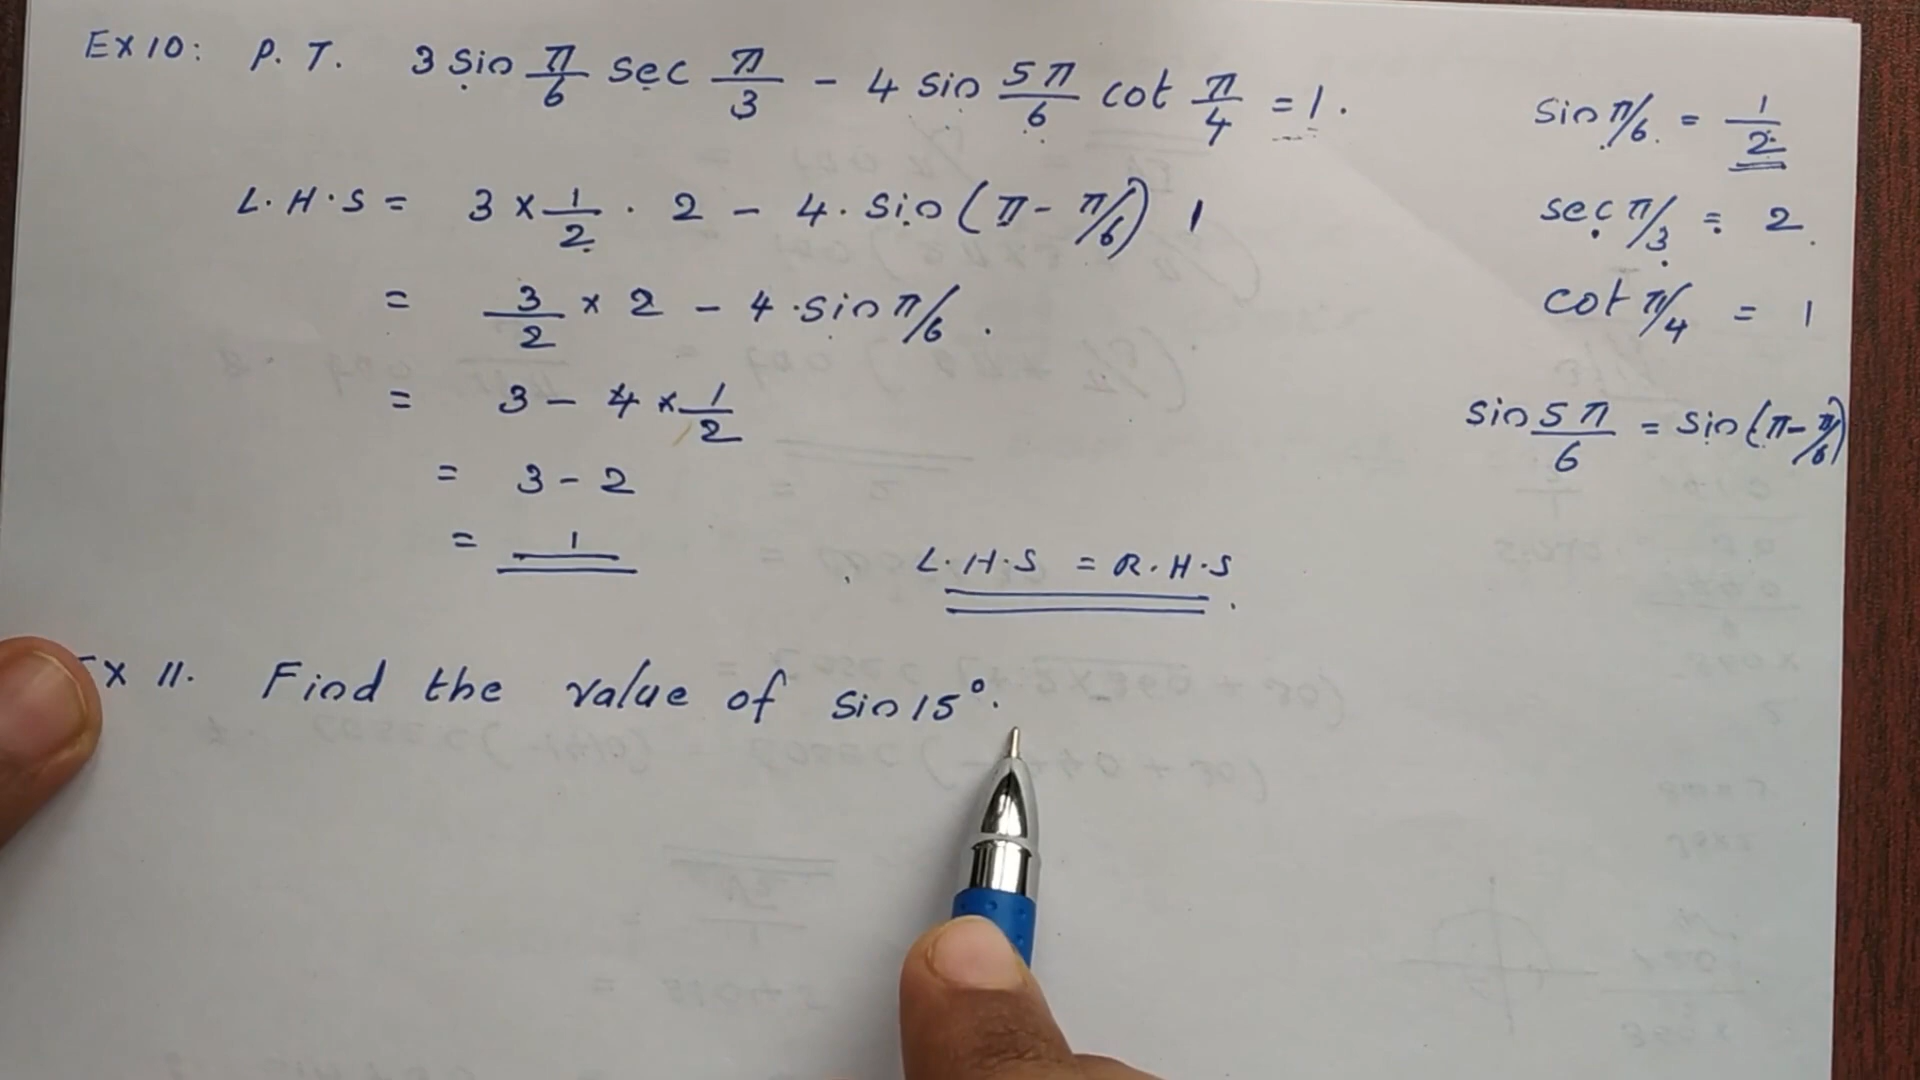 Ex 10: P. T. 3 sin π/6 sec π/3 - 4 sin 5π/6 cot π/4 = 1.
L.H.S = 3 × 1/2 . 2 - 4. sin (π - π/6) 1
= 3/2 × 2 - 4 . sin π/6 .
= 3 - 4 × 1/2
= 3 - 2
= 1
L.H.S = R.H.S
sin π/6 = 1/2
sec π/3 = 2
cot π/4 = 1
sin 5π/6 = sin (π - π/6)
Ex 11. Find the value of sin 15°.